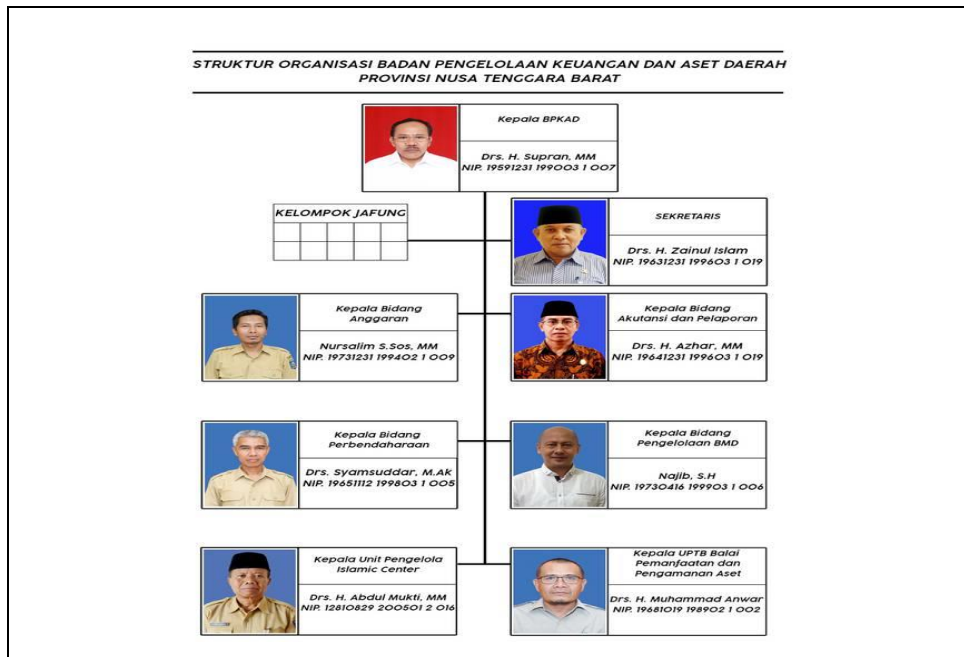 STRUKTUR ORGANISASI BADAN PENGELOLAAN KEUANGAN DAN ASET DAERAH
PROVINSI NUSA TENGGARA BARAT
Kepala BPKAD
Drs. H. Supran, MM
NIP. 19591231 199003 1 007
KELOMPOK JAFUNG
SEKRETARIS
Drs. H. Zainul Islam
NIP. 19631231 199603 1 019
Kepala Bidang
Anggaran
Nursalim S.Sos, MM
NIP. 19731231 199402 1 009
Kepala Bidang
Akutansi dan Pelaporan
Drs. H. Azhar, MM
NIP. 19641231 199603 1 019
Kepala Bidang
Perbendaharaan
Drs. Syamsuddar, M.Ak
NIP. 19651112 199803 1 005
Kepala Bidang
Pengelolaan BMD
Najib, S.H
NIP. 19730416 199903 1 006
Kepala Unit Pengelola
Islamic Center
Drs. H. Abdul Mukti, MM
NIP. 12810829 200501 2 016
Kepala UPTB Balai
Pemanfaatan dan
Pengamanan Aset
Drs. H. Muhammad Anwar
NIP. 19681019 198902 1 002